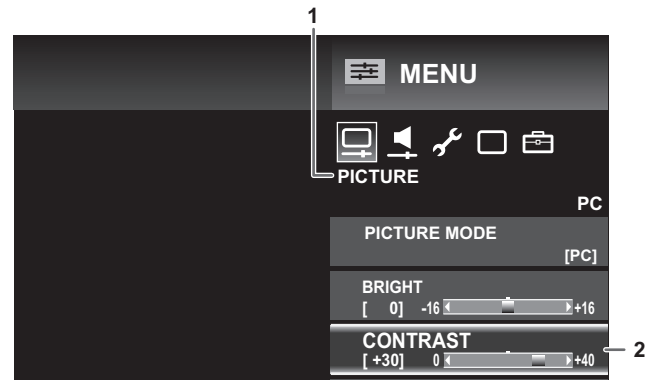 1
MENU
PICTURE
PC
PICTURE MODE
[PC]
BRIGHT
[ 0] -16 +16
CONTRAST
[ +30] 0 +40
2